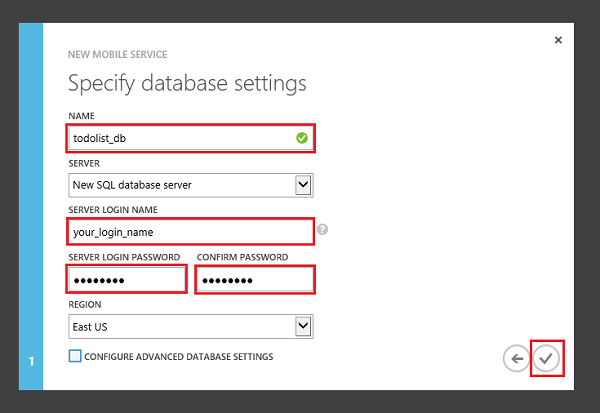 NEW MOBILE SERVICE
Specify database settings
NAME
todolist_db
SERVER
New SQL database server
SERVER LOGIN NAME
your_login_name
?
SERVER LOGIN PASSWORD CONFIRM PASSWORD
●●●●●●●● ●●●●●●●●
REGION
East US
CONFIGURE ADVANCED DATABASE SETTINGS
1